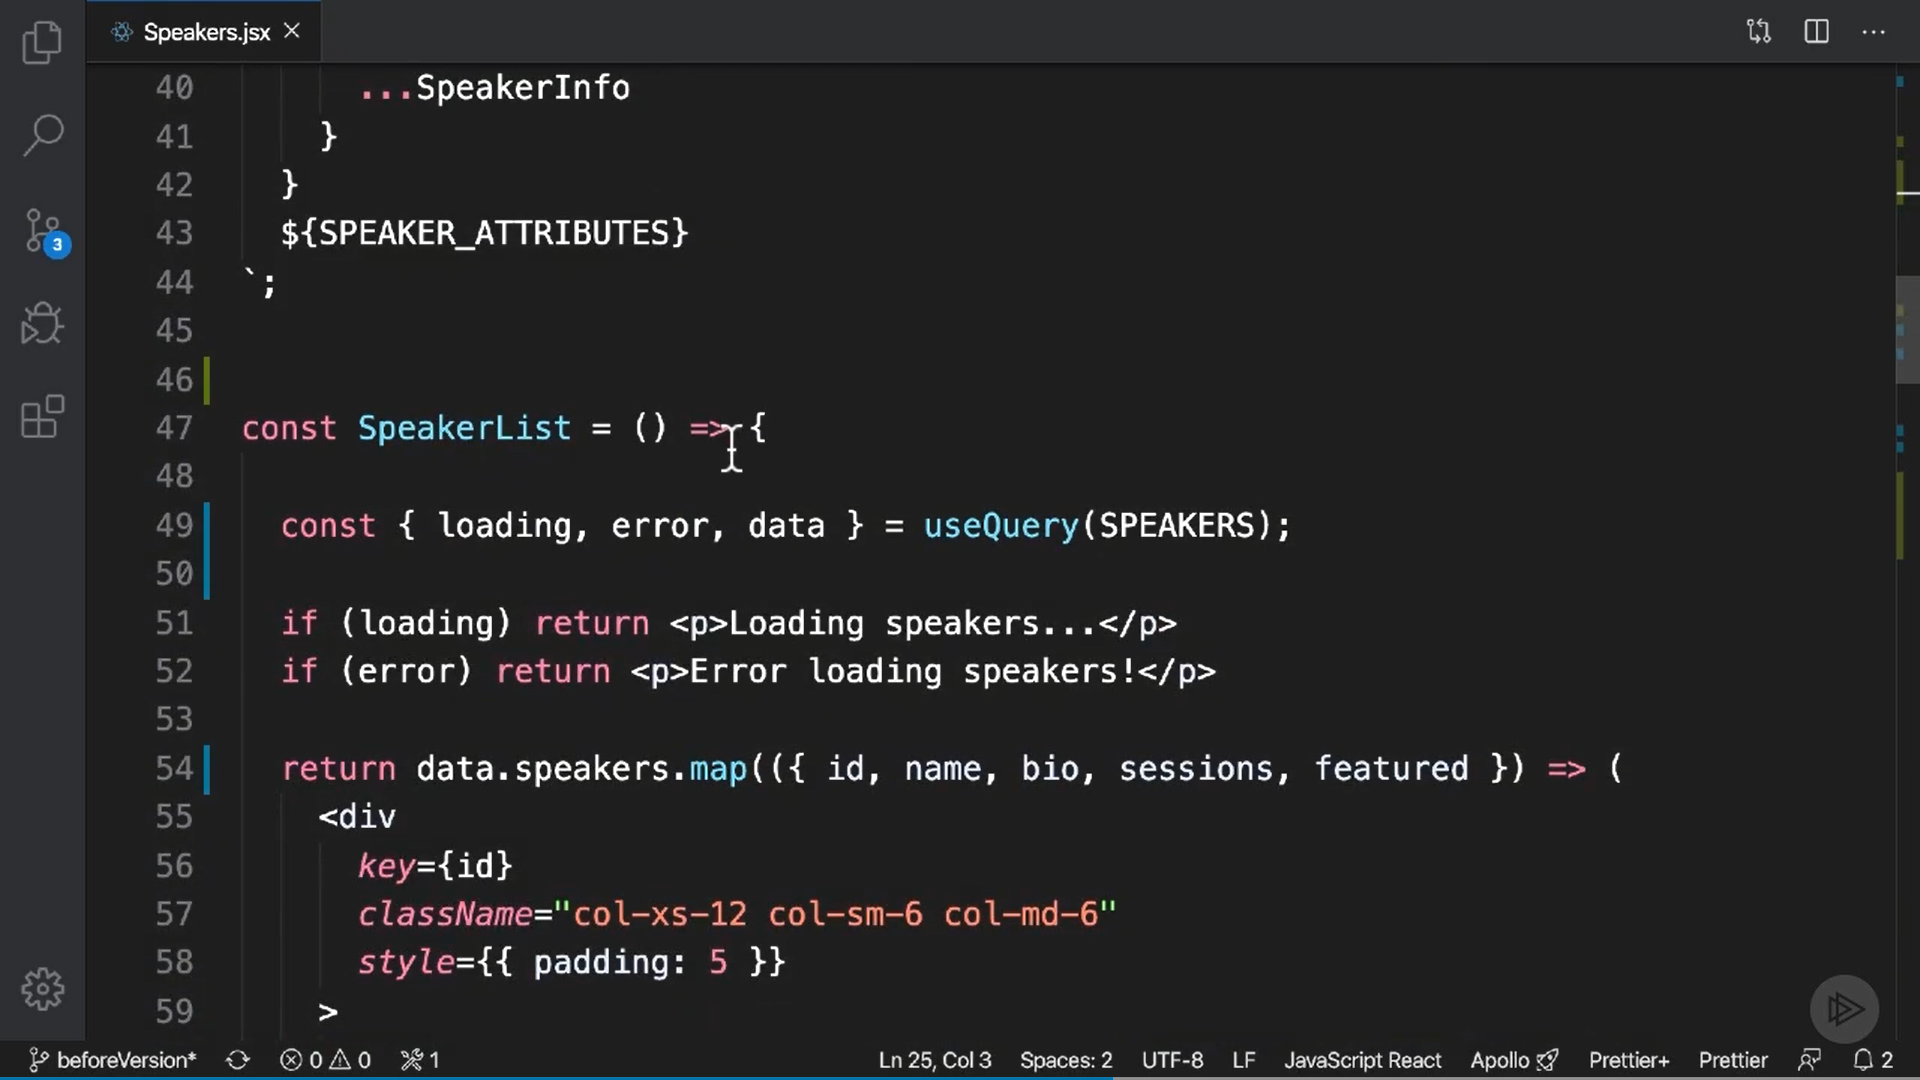 Speakers.jsx
40 ...SpeakerInfo
41 }
42 }
43 ${SPEAKER_ATTRIBUTES}
44 `;
45
46
47 const SpeakerList = () => {
48
49 const { loading, error, data } = useQuery(SPEAKERS);
50
51 if (loading) return <p>Loading speakers...</p>
52 if (error) return <p>Error loading speakers!</p>
53
54 return data.speakers.map(({ id, name, bio, sessions, featured }) => (
55 <div
56 key={id}
57 className="col-xs-12 col-sm-6 col-md-6"
58 style={{ padding: 5 }}
59 >
3
beforeVersion* 0 0 1 Ln 25, Col 3 Spaces: 2 UTF-8 LF JavaScript React Apollo Prettier+ Prettier 2